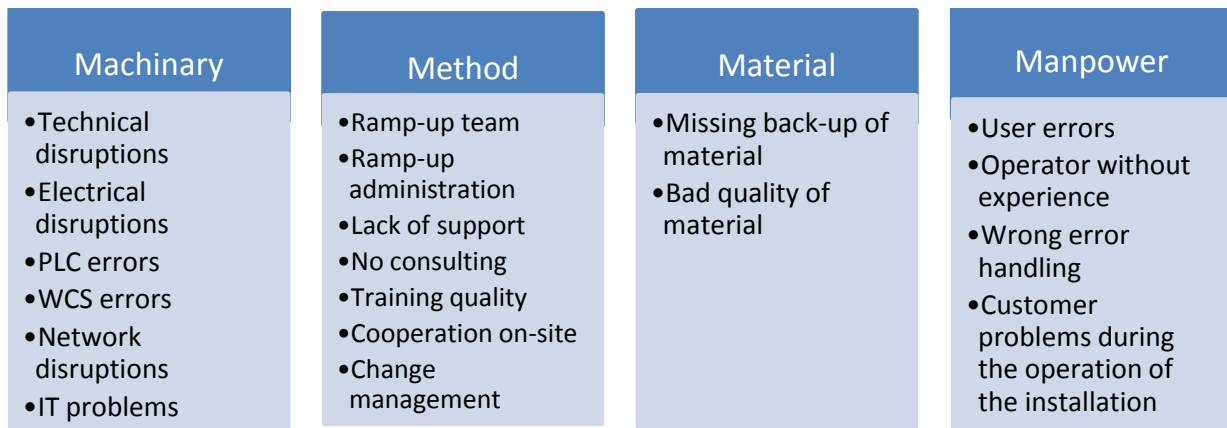 Machinary
•Technical
disruptions
•Electrical
disruptions
•PLC errors
•WCS errors
•Network
disruptions
•IT problems
Method
•Ramp-up team
•Ramp-up
administration
•Lack of support
•No consulting
•Training quality
•Cooperation on-site
•Change
management
Material
•Missing back-up of
material
•Bad quality of
material
Manpower
•User errors
•Operator without
experience
•Wrong error
handling
•Customer
problems during
the operation of
the installation